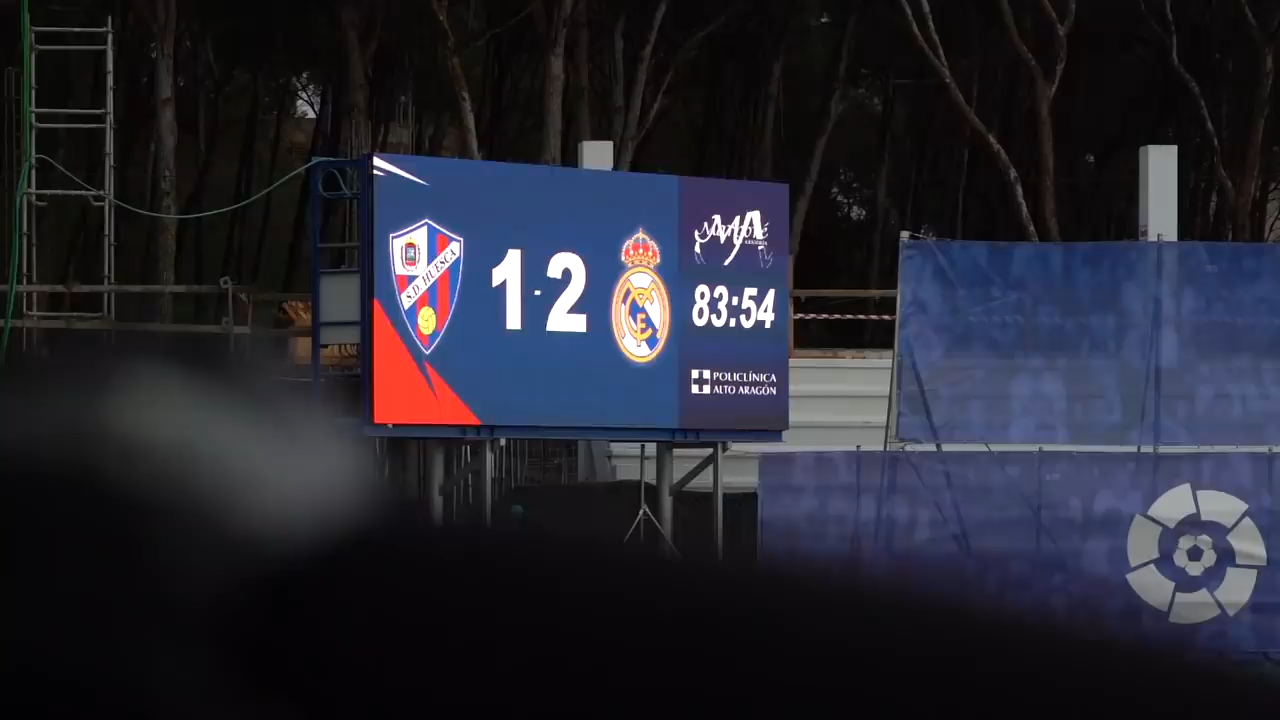 S.D. HUESCA
1-2
83:54
POLICLÍNICA
ALTO ARAGÓN